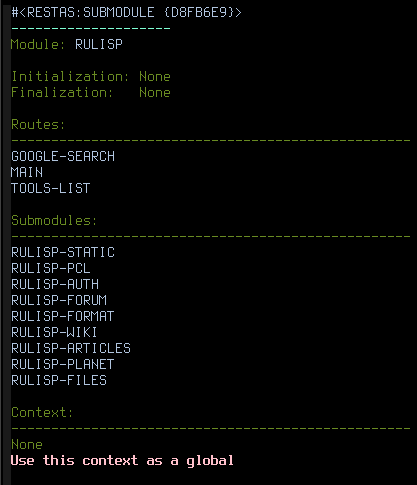 #<RESTAS:SUBMODULE {D8FB6E9}>
--------------------
Module: RULISP
Initialization: None
Finalization:   None
Routes:
--------------------------------------------------
GOOGLE-SEARCH
MAIN
TOOLS-LIST
Submodules:
--------------------------------------------------
RULISP-STATIC
RULISP-PCL
RULISP-AUTH
RULISP-FORUM
RULISP-FORMAT
RULISP-WIKI
RULISP-ARTICLES
RULISP-PLANET
RULISP-FILES
Context:
--------------------------------------------------
None
Use this context as a global